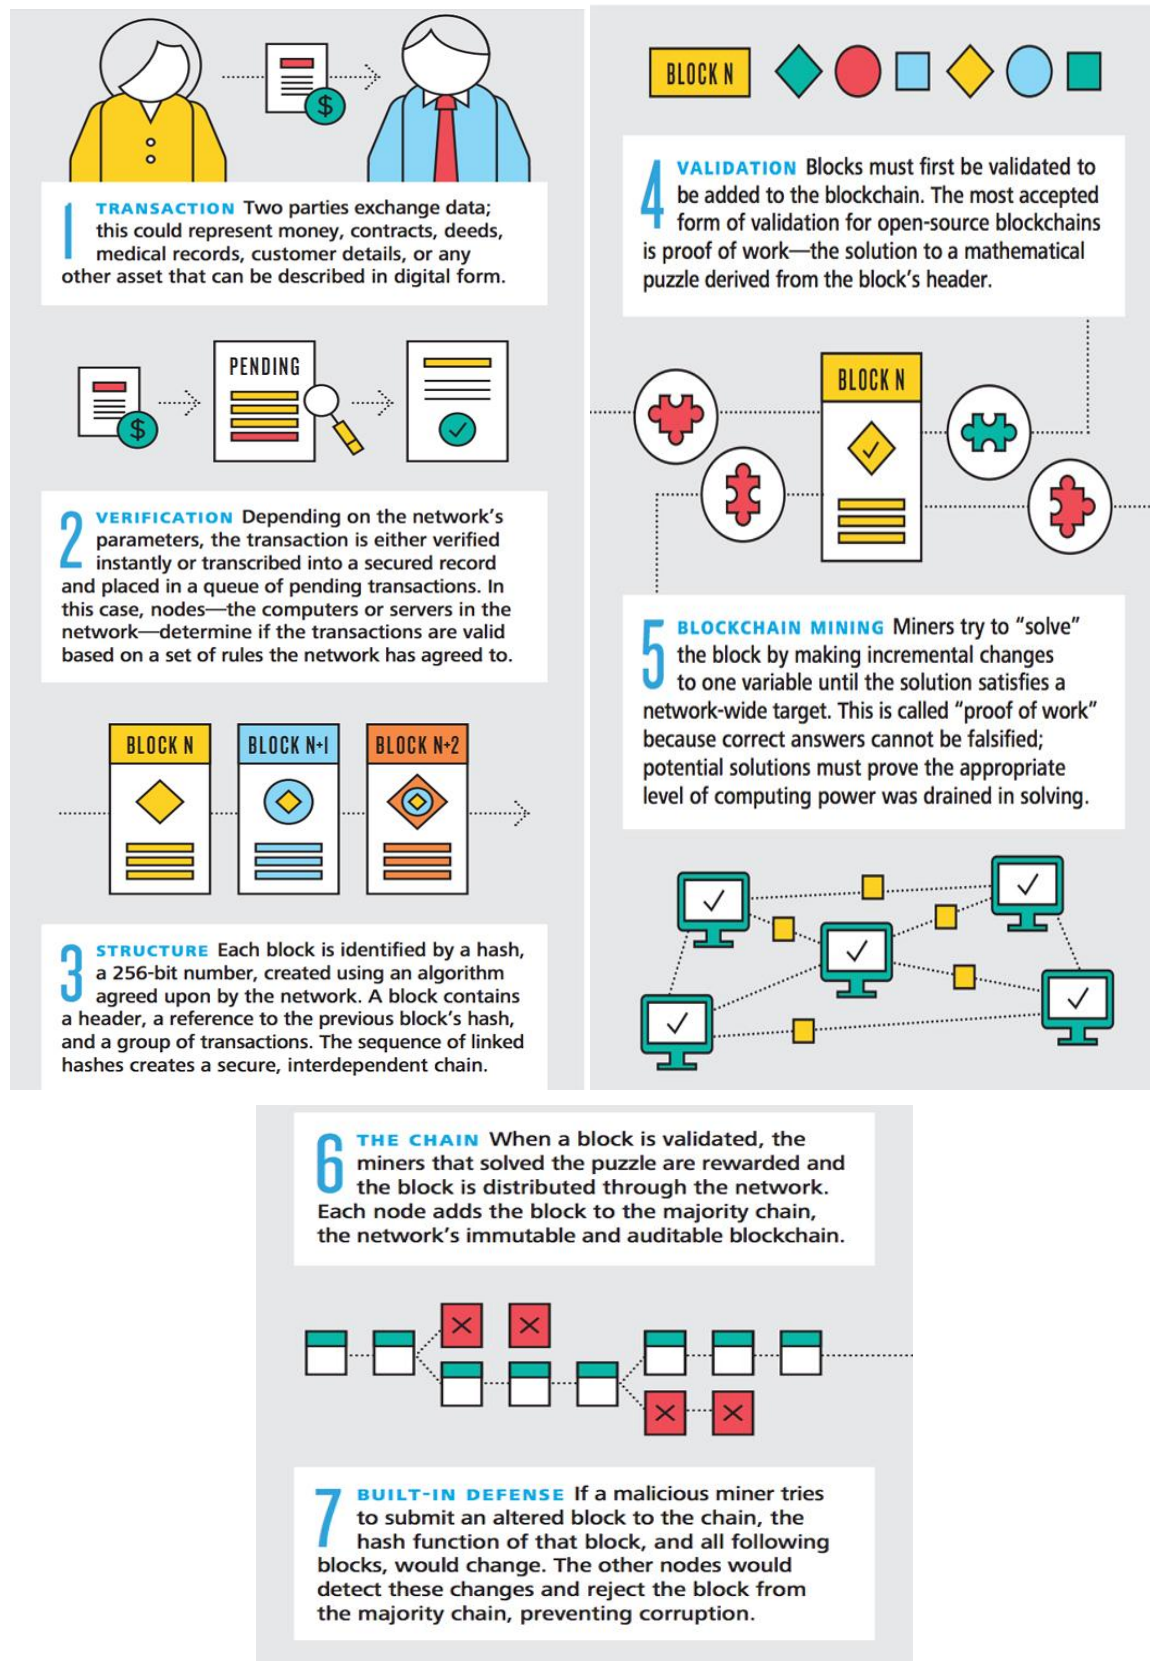 $
1 TRANSACTION Two parties exchange data;
this could represent money, contracts, deeds,
medical records, customer details, or any
other asset that can be described in digital form.
$
PENDING
2 VERIFICATION Depending on the network's
parameters, the transaction is either verified
instantly or transcribed into a secured record
and placed in a queue of pending transactions. In
this case, nodes—the computers or servers in the
network—determine if the transactions are valid
based on a set of rules the network has agreed to.
BLOCK N
BLOCK N+1
BLOCK N+2
3 STRUCTURE Each block is identified by a hash,
a 256-bit number, created using an algorithm
agreed upon by the network. A block contains
a header, a reference to the previous block's hash,
and a group of transactions. The sequence of linked
hashes creates a secure, interdependent chain.
BLOCK N
4 VALIDATION Blocks must first be validated to
be added to the blockchain. The most accepted
form of validation for open-source blockchains
is proof of work—the solution to a mathematical
puzzle derived from the block's header.
BLOCK N
5 BLOCKCHAIN MINING Miners try to "solve"
the block by making incremental changes
to one variable until the solution satisfies a
network-wide target. This is called "proof of work"
because correct answers cannot be falsified;
potential solutions must prove the appropriate
level of computing power was drained in solving.
6 THE CHAIN When a block is validated, the
miners that solved the puzzle are rewarded and
the block is distributed through the network.
Each node adds the block to the majority chain,
the network's immutable and auditable blockchain.
7 BUILT-IN DEFENSE If a malicious miner tries
to submit an altered block to the chain, the
hash function of that block, and all following
blocks, would change. The other nodes would
detect these changes and reject the block from
the majority chain, preventing corruption.